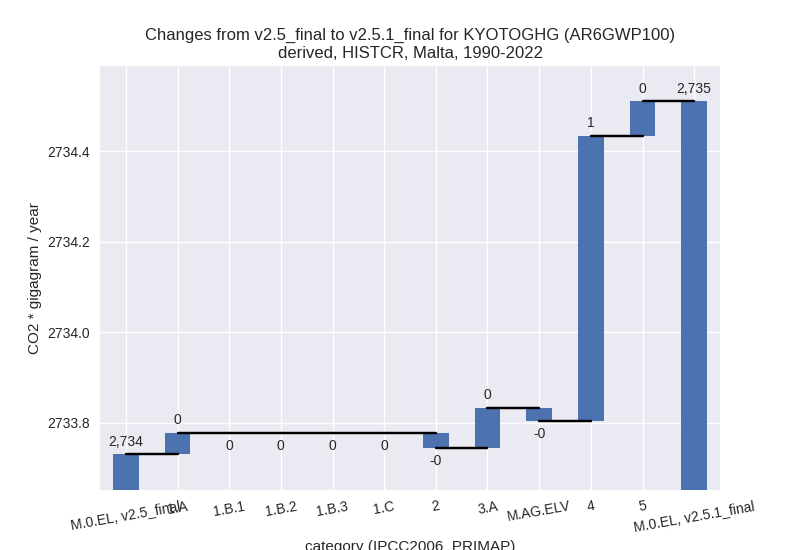 Changes from v2.5_final to v2.5.1_final for KYOTOGHG (AR6GWP100)
derived, HISTCR, Malta, 1990-2022
CO2 * gigagram / year
2734.4
2734.2
2734.0
2733.8
2,734
0
0
0
0
0
-0
0
-0
1
0
2,735
M.0.EL, v2.5_final
1.A
1.B.1
1.B.2
1.B.3
1.C
2
3.A
M.AG.ELV
4
5
M.0.EL, v2.5.1_final
category (IPCC2006_PRIMAP)